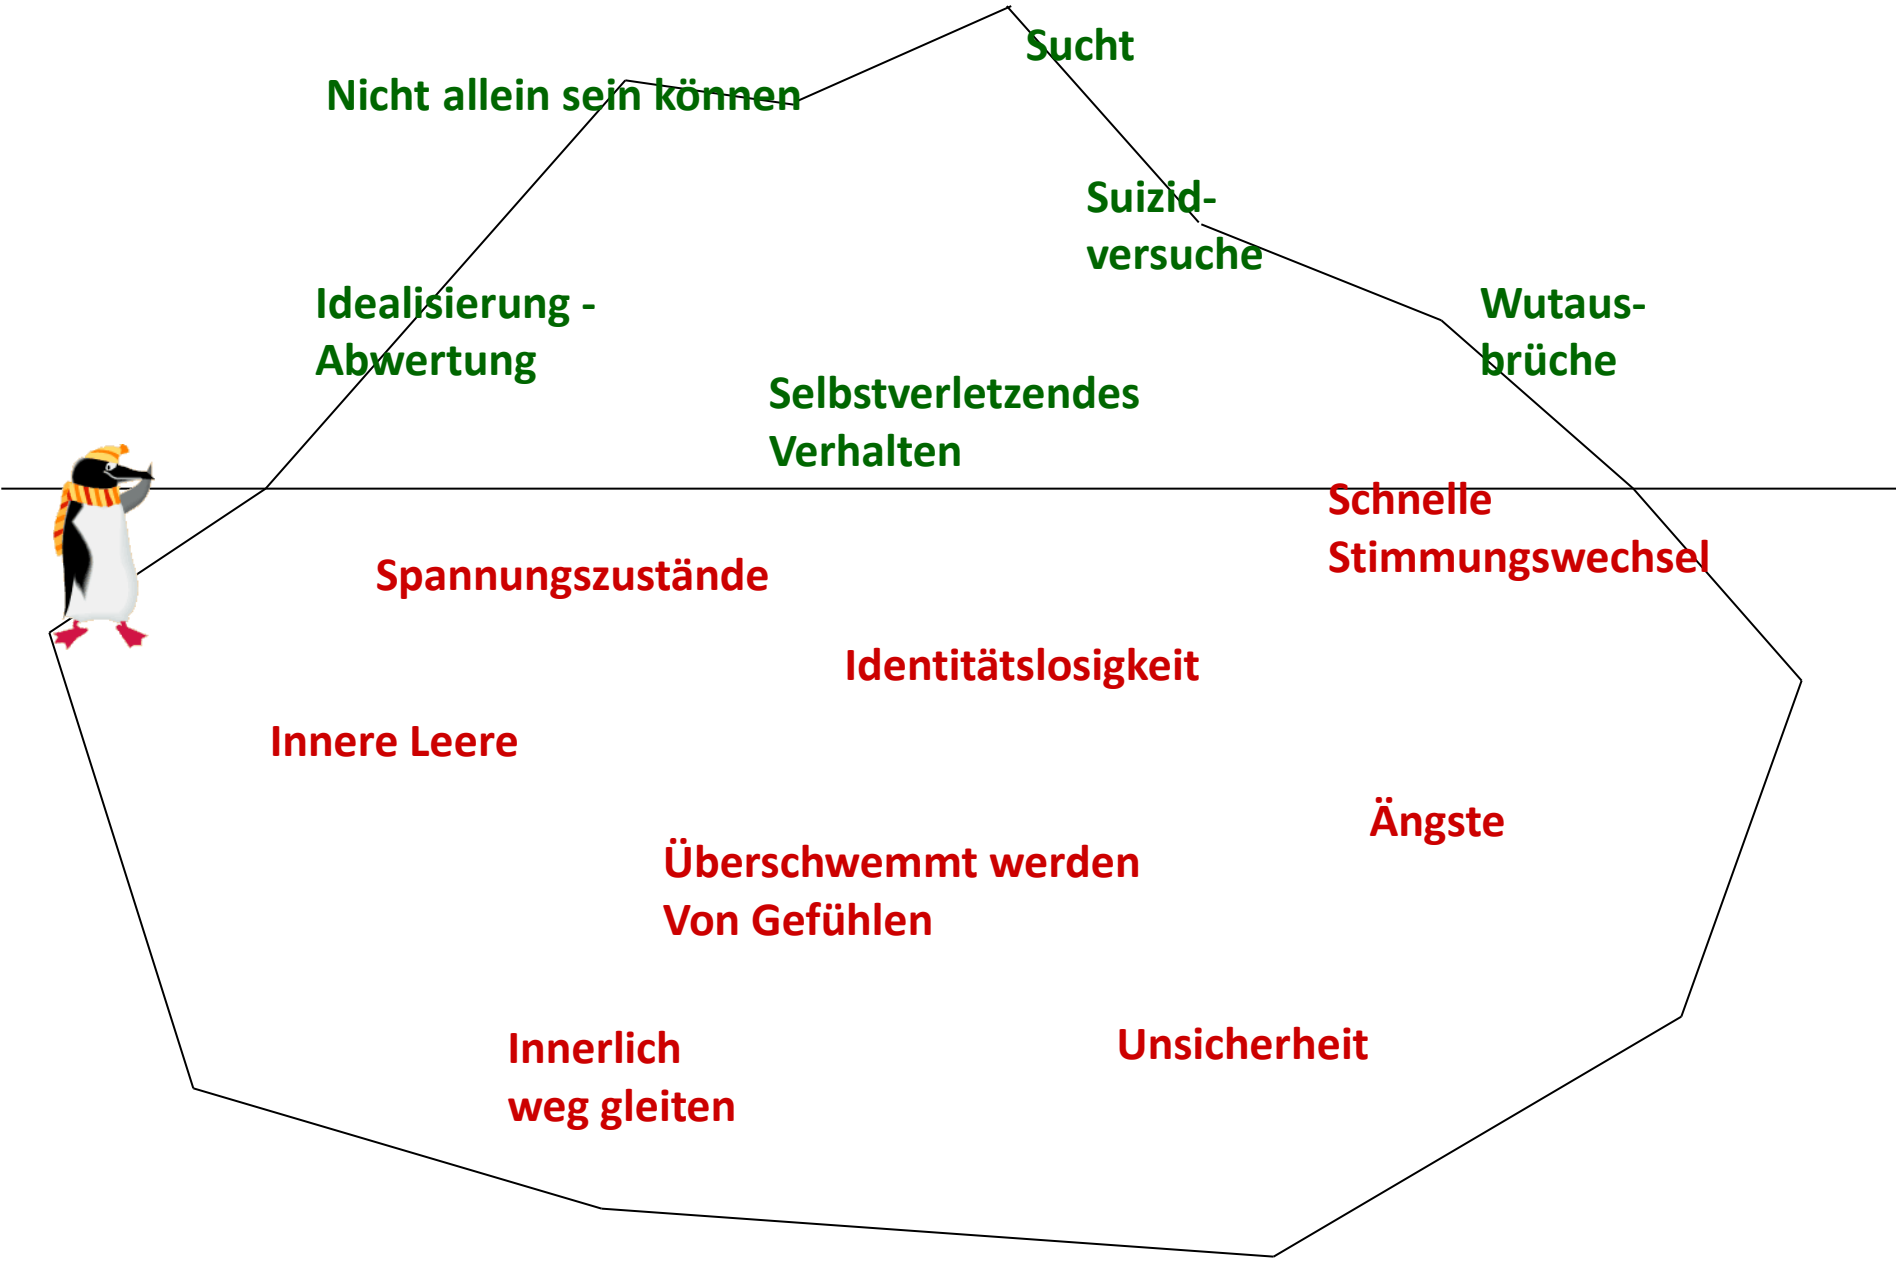 Sucht
Nicht allein sein können
Suizid-
versuche
Idealisierung -
Abwertung
Wutaus-
brüche
Selbstverletzendes
Verhalten
Schnelle
Stimmungswechsel
Spannungszustände
Identitätslosigkeit
Innere Leere
Ängste
Überschwemmt werden
Von Gefühlen
Innerlich
weg gleiten
Unsicherheit